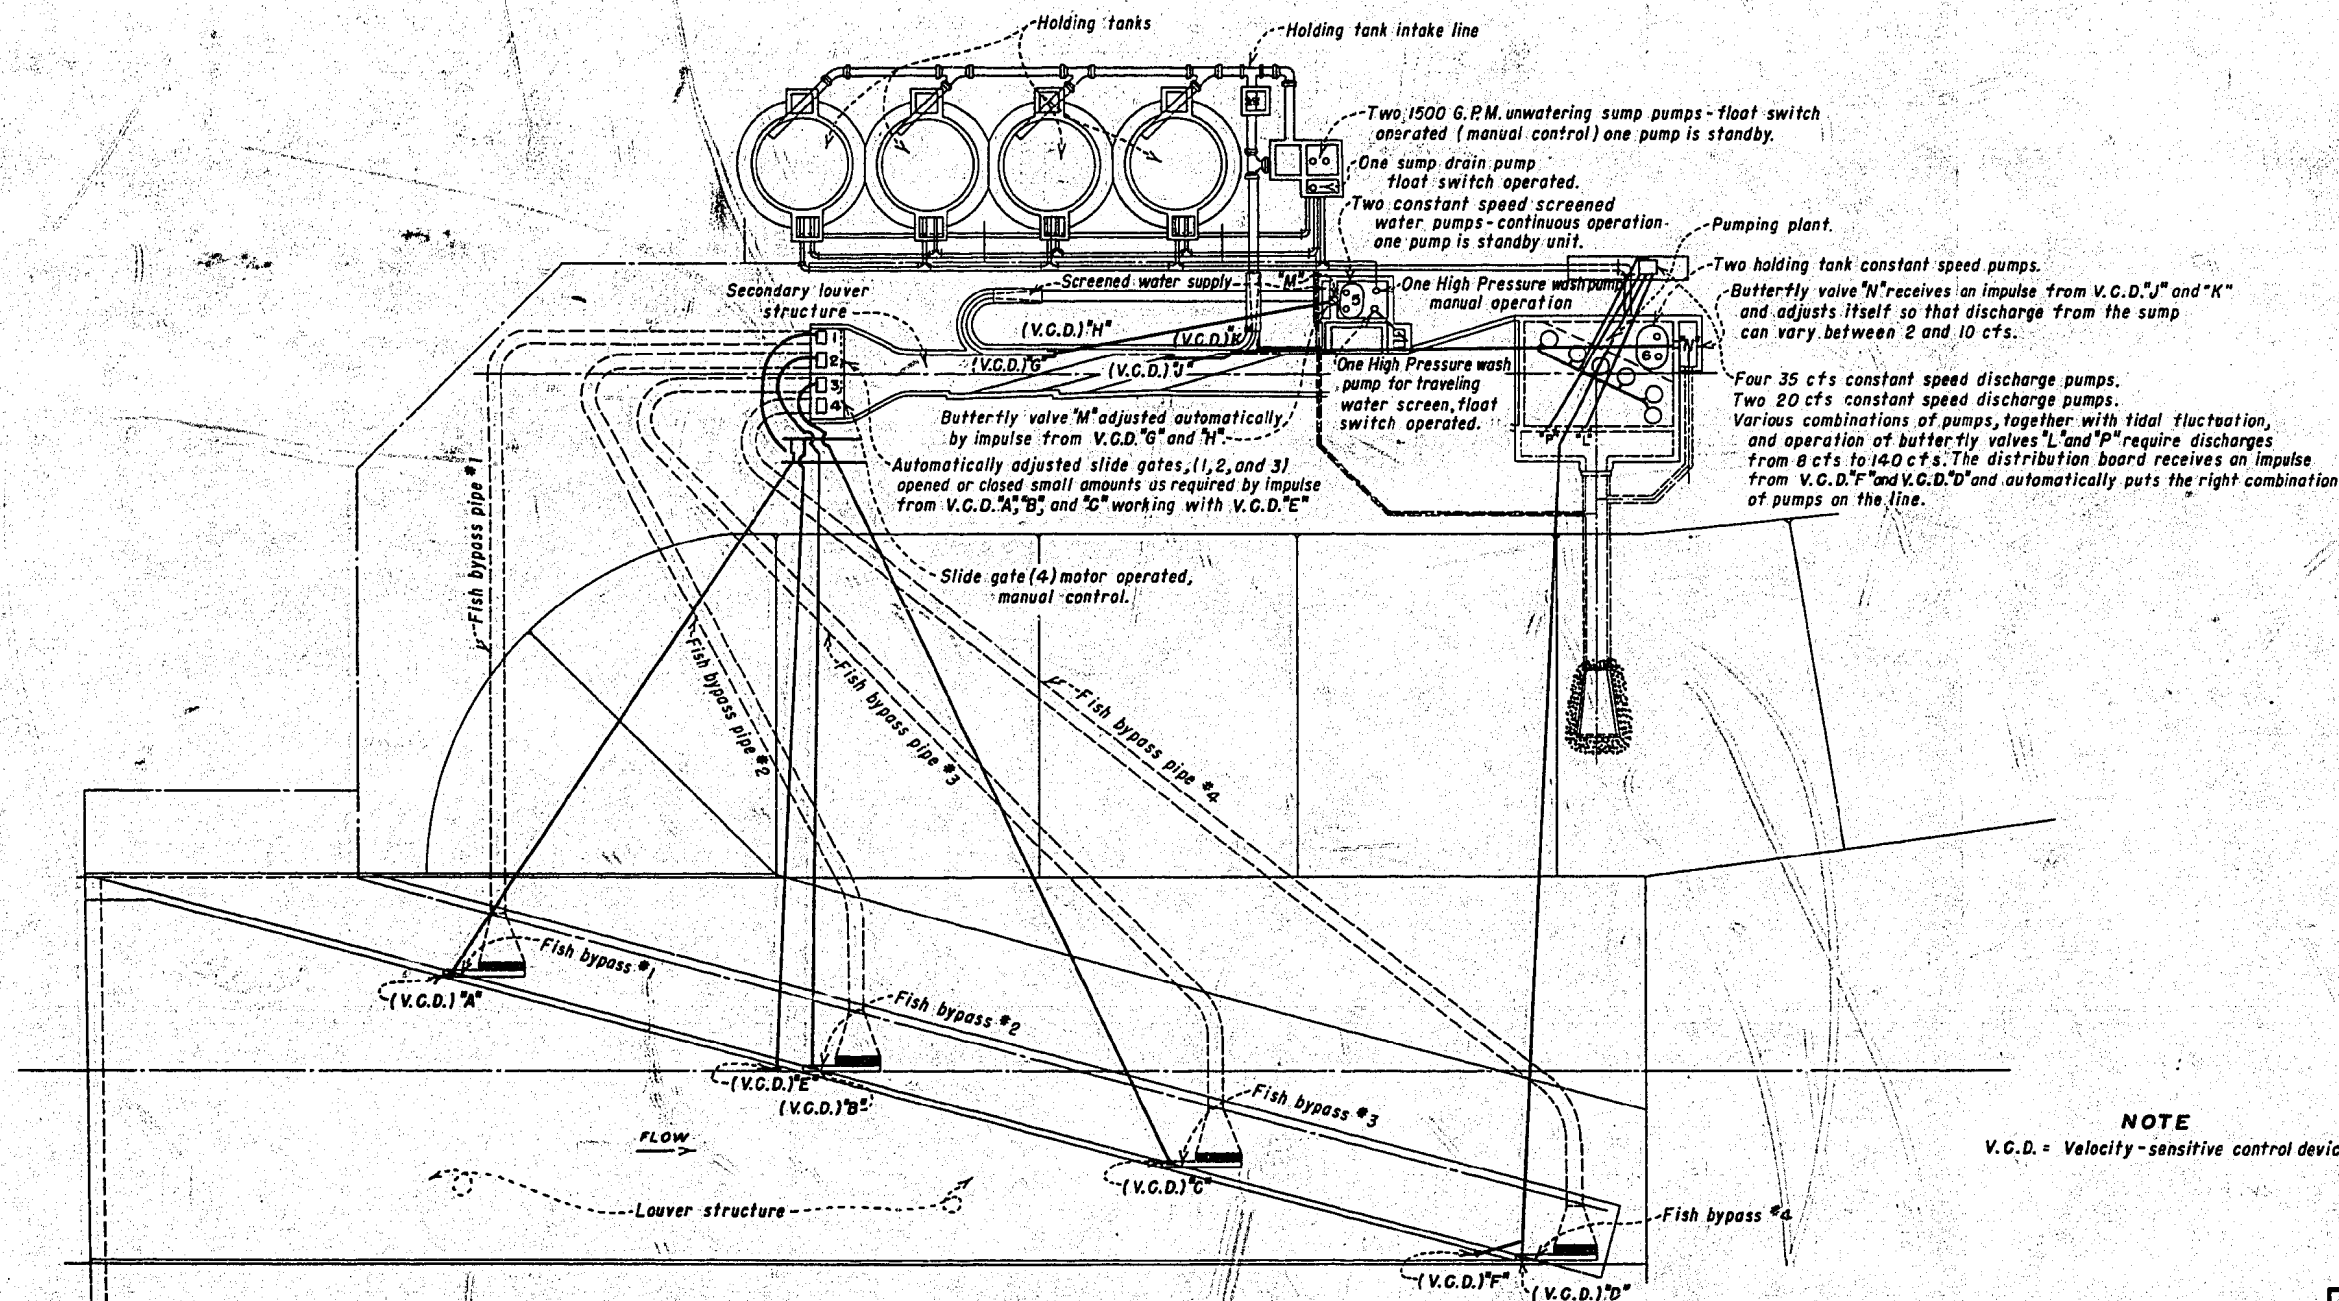 Holding tanks
Holding tank intake line
Two 1500 G.P.M. unwatering sump pumps - float switch
operated (manual control) one pump is standby.
One sump drain pump
float switch operated.
Two constant speed screened
water pumps - continuous operation -
one pump is standby unit.
Pumping plant.
Two holding tank constant speed pumps.
Butterfly valve "N" receives an impulse from V.C.D. "J" and "K"
and adjusts itself so that discharge from the sump
can vary between 2 and 10 cfs.
Secondary louver
structure
Screened water supply
"M"
5
One High Pressure wash pump
manual operation
(V.C.D.) "H"
(V.C.D.) K
(V.C.D.) "G"
(V.C.D.) "J"
1
2
3
4
6
"N"
"P"
"L"
One High Pressure wash
pump for traveling
water screen, float
switch operated.
Four 35 cfs constant speed discharge pumps.
Two 20 cfs constant speed discharge pumps.
Various combinations of pumps, together with tidal fluctuation,
and operation of butterfly valves "L" and "P" require discharges
from 8 cfs to 140 cfs. The distribution board receives an impulse
from V.C.D. "F" and V.C.D. "D" and automatically puts the right combination
of pumps on the line.
Butterfly valve "M" adjusted automatically
by impulse from V.C.D. "G" and "H".
Automatically adjusted slide gates, (1, 2, and 3)
opened or closed small amounts as required by impulse
from V.C.D. "A", "B", and "C" working with V.C.D. "E"
Slide gate (4) motor operated,
manual control.
Fish bypass pipe #1
Fish bypass pipe #2
Fish bypass pipe #3
Fish bypass pipe #4
Fish bypass #1
(V.C.D.) "A"
Fish bypass #2
(V.C.D.) "E"
(V.C.D.) "B"
Fish bypass #3
(V.C.D.) "C"
FLOW
Louver structure
Fish bypass #4
(V.C.D.) "F"
(V.C.D.) "D"
NOTE
V.C.D. = Velocity-sensitive control devic